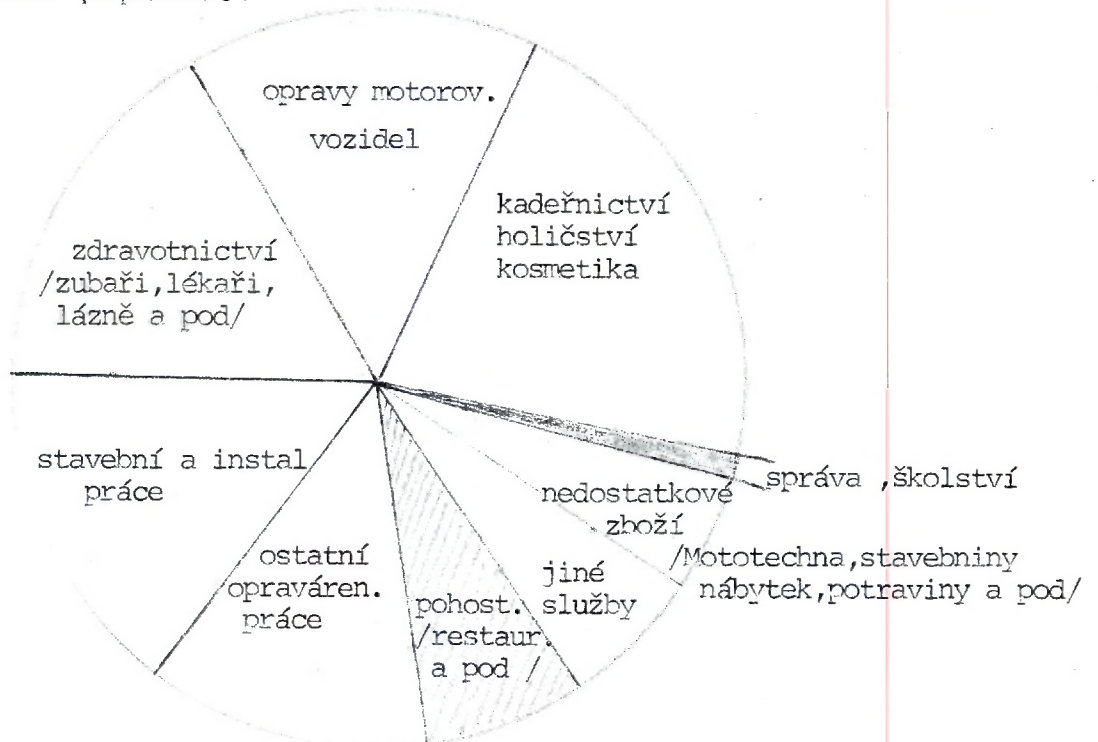 opravy motorov.
vozidel
kadeřnictví
holičství
kosmetika
zdravotnictví
/zubaři,lékaři,
lázně a pod/
stavební a instal
práce
správa ,školství
nedostatkové
zboží
/Mototechna,stavebniny
nábytek,potraviny a pod/
jiné
služby
ostatní
opraváren.
práce
pohost.
/restaur.
a pod /